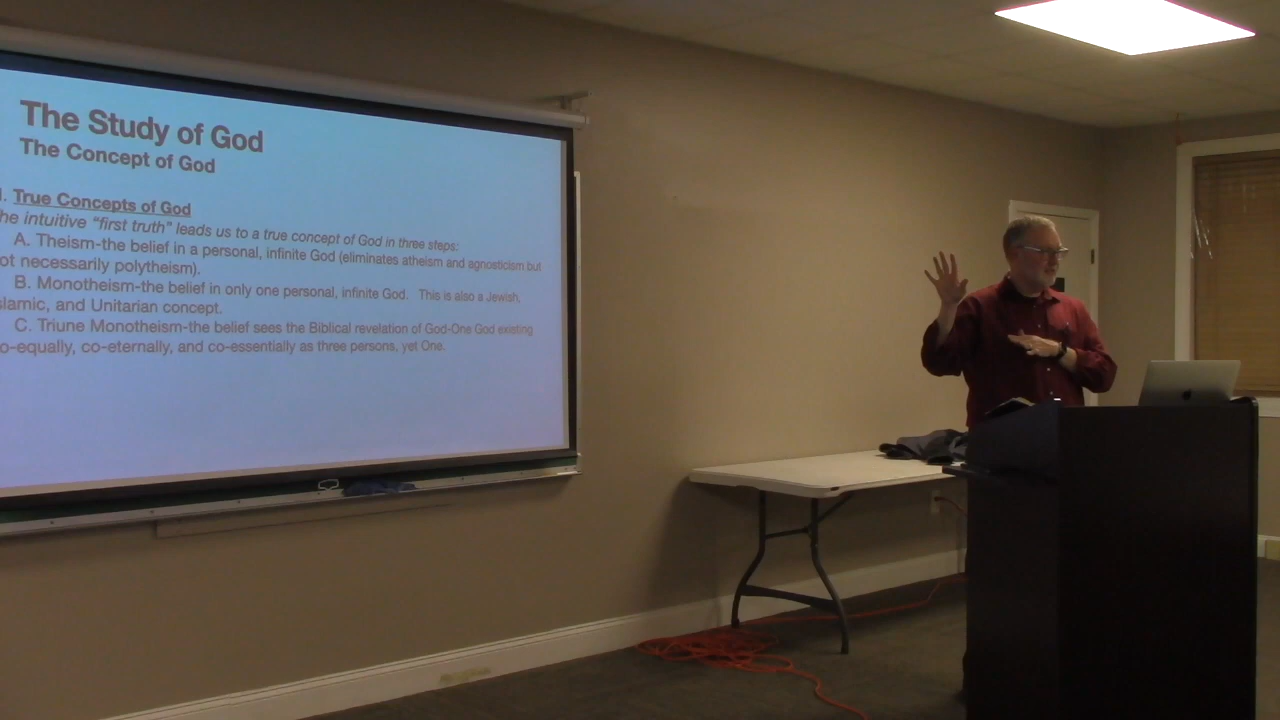 The Study of God
The Concept of God
. True Concepts of God
he intuitive “first truth” leads us to a true concept of God in three steps:
A. Theism-the belief in a personal, infinite God (eliminates atheism and agnosticism but
ot necessarily polytheism).
B. Monotheism-the belief in only one personal, infinite God. This is also a Jewish,
slamic, and Unitarian concept.
C. Triune Monotheism-the belief sees the Biblical revelation of God-One God existing
o-equally, co-eternally, and co-essentially as three persons, yet One.